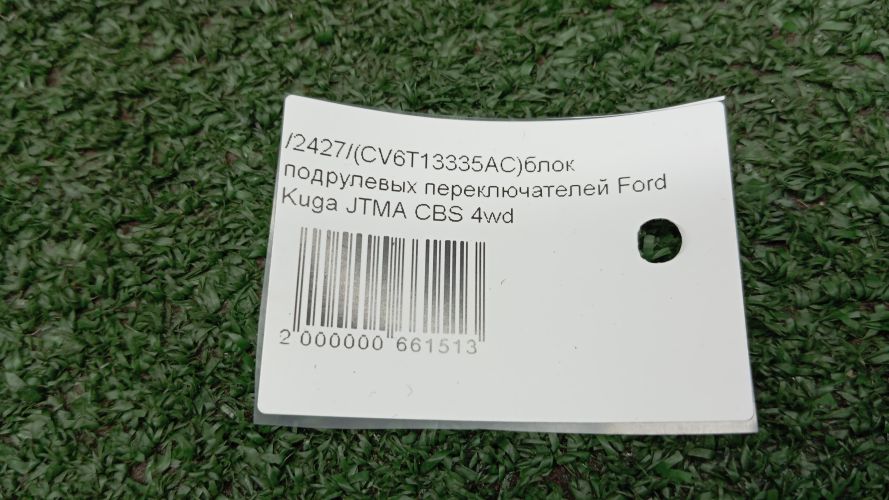 /2427/(CV6T13335AC)блок
подрулевых переключателей Ford
Kuga JTMA CBS 4wd
2 000000 661513